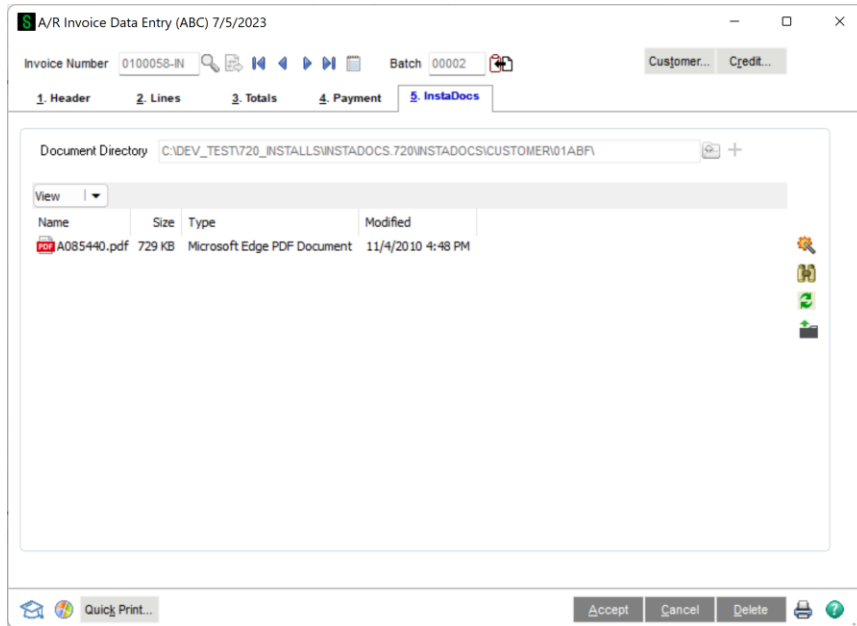 A/R Invoice Data Entry (ABC) 7/5/2023
Invoice Number 0100058-IN Batch 00002 Customer... Credit...
1. Header 2. Lines 3. Totals 4. Payment 5. InstaDocs
Document Directory C:\DEV_TEST\720_INSTALLS\INSTADOCS.720\INSTADOCS\CUSTOMER\01ABF\
View
Name Size Type Modified
PDF A085440.pdf 729 KB Microsoft Edge PDF Document 11/4/2010 4:48 PM
Quick Print... Accept Cancel Delete